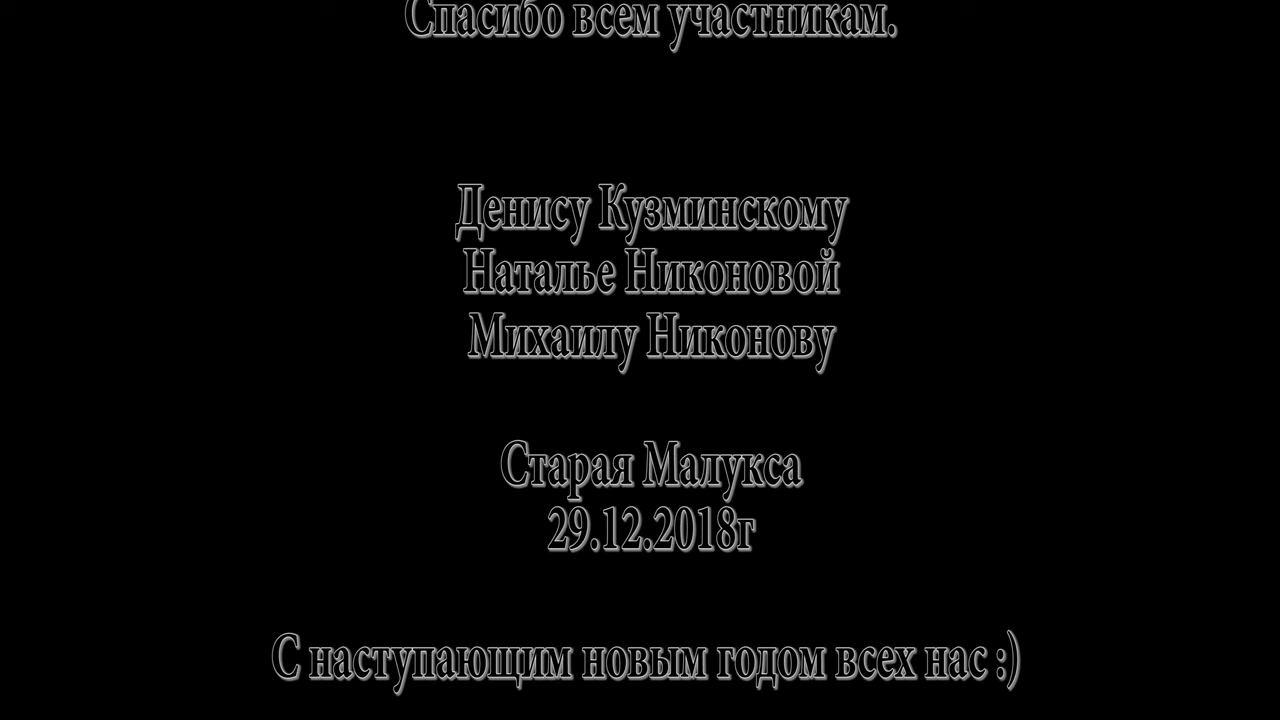 Спасибо всем участникам.
Денису Кузминскому
Наталье Никоновой
Михаилу Никонову
Старая Малукса
29.12.2018г
С наступающим новым годом всех нас :)